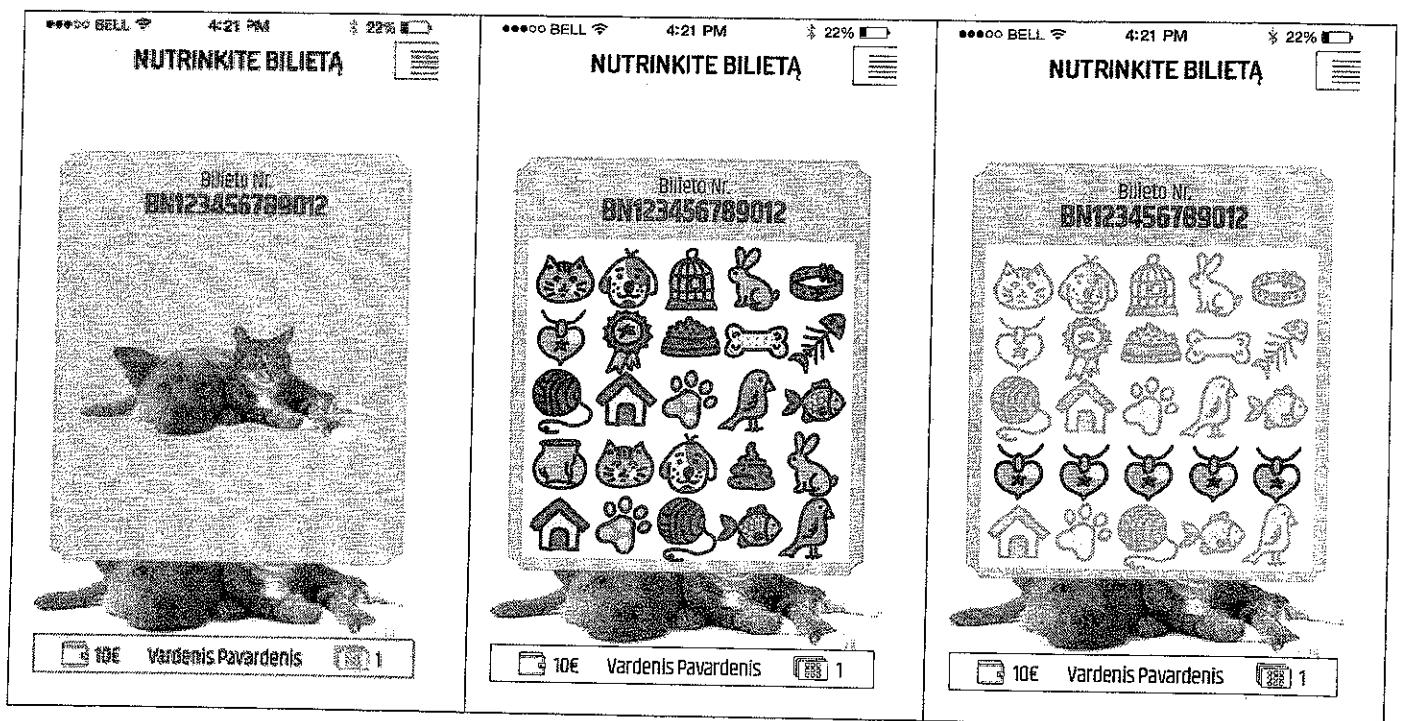 ●●●○○ BELL 4:21 PM 22%
NUTRINKITE BILIETĄ
Bilieto Nr.
BN123456789012
10€ Vardenis Pavardenis 1
●●●○○ BELL 4:21 PM 22%
NUTRINKITE BILIETĄ
Bilieto Nr.
BN123456789012
10€ Vardenis Pavardenis 1
●●●○○ BELL 4:21 PM 22%
NUTRINKITE BILIETĄ
Bilieto Nr.
BN123456789012
10€ Vardenis Pavardenis 1